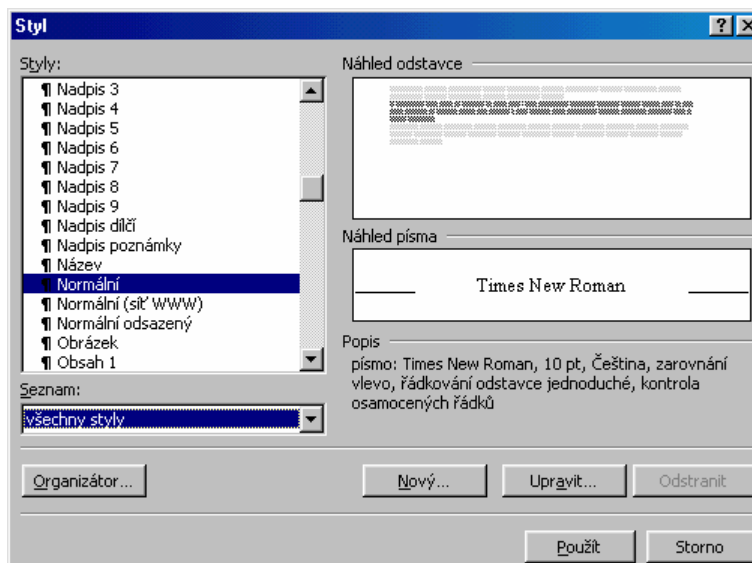 Styl
Styly:
¶ Nadpis 3
¶ Nadpis 4
¶ Nadpis 5
¶ Nadpis 6
¶ Nadpis 7
¶ Nadpis 8
¶ Nadpis 9
¶ Nadpis dílčí
¶ Nadpis poznámky
¶ Název
¶ Normální
¶ Normální (síť WWW)
¶ Normální odsazený
¶ Obrázek
¶ Obsah 1
Seznam:
všechny styly
Náhled odstavce
Náhled písma
Times New Roman
Popis
písmo: Times New Roman, 10 pt, Čeština, zarovnání
vlevo, řádkování odstavce jednoduché, kontrola
osamocených řádků
Organizátor...
Nový...
Upravit...
Odstranit
Použít
Storno